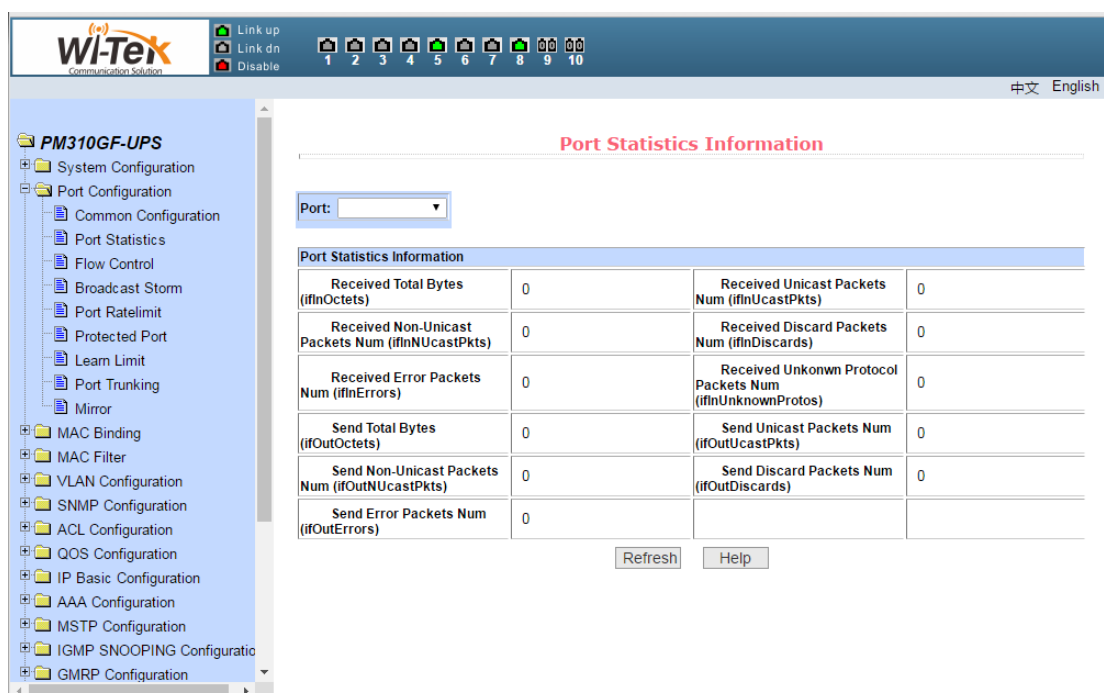 Wi-Tek
Communication Solution
Link up
Link dn
Disable
1 2 3 4 5 6 7 8 9 10
中文 English
PM310GF-UPS
System Configuration
Port Configuration
Common Configuration
Port Statistics
Flow Control
Broadcast Storm
Port Ratelimit
Protected Port
Learn Limit
Port Trunking
Mirror
MAC Binding
MAC Filter
VLAN Configuration
SNMP Configuration
ACL Configuration
QOS Configuration
IP Basic Configuration
AAA Configuration
MSTP Configuration
IGMP SNOOPING Configuratio
GMRP Configuration
Port Statistics Information
Port:
Port Statistics Information
Received Total Bytes
(ifInOctets)
0
Received Unicast Packets
Num (ifInUcastPkts)
0
Received Non-Unicast
Packets Num (ifInNUcastPkts)
0
Received Discard Packets
Num (ifInDiscards)
0
Received Error Packets
Num (ifInErrors)
0
Received Unkonwn Protocol
Packets Num
(ifInUnknownProtos)
0
Send Total Bytes
(ifOutOctets)
0
Send Unicast Packets Num
(ifOutUcastPkts)
0
Send Non-Unicast Packets
Num (ifOutNUcastPkts)
0
Send Discard Packets Num
(ifOutDiscards)
0
Send Error Packets Num
(ifOutErrors)
0
Refresh Help